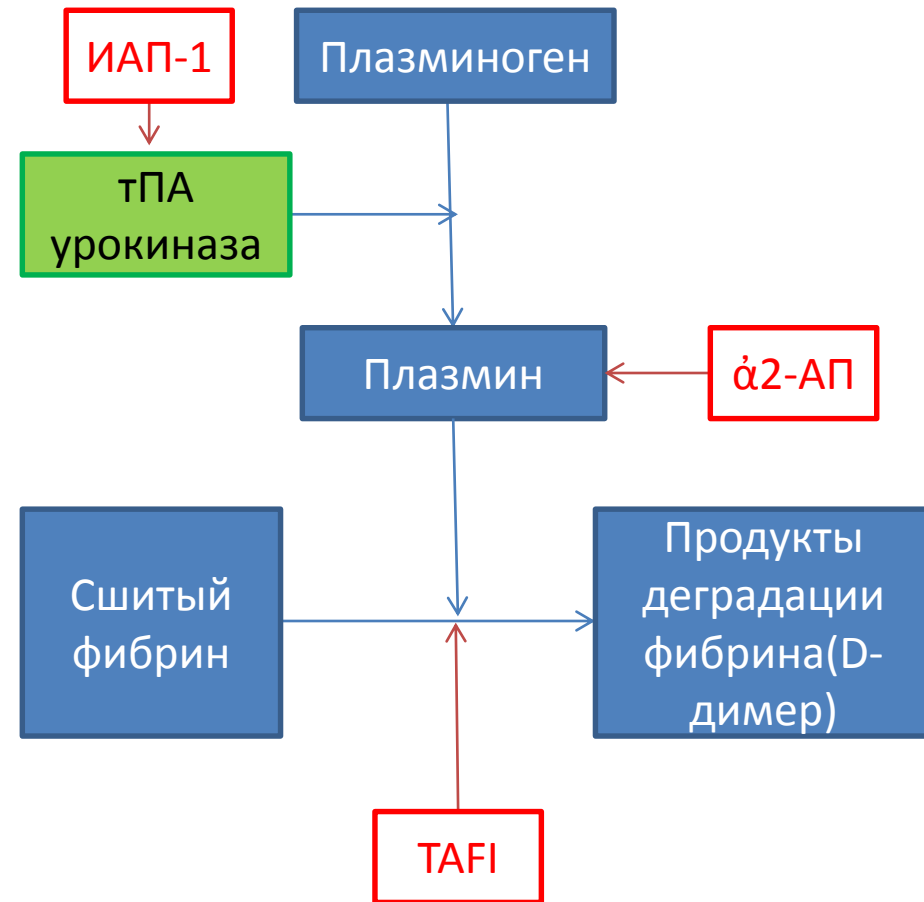 ИАП-1
Плазминоген
тПА
урокиназа
Плазмин
ἀ2-АП
Сшитый
фибрин
Продукты
деградации
фибрина(D-
димер)
TAFI